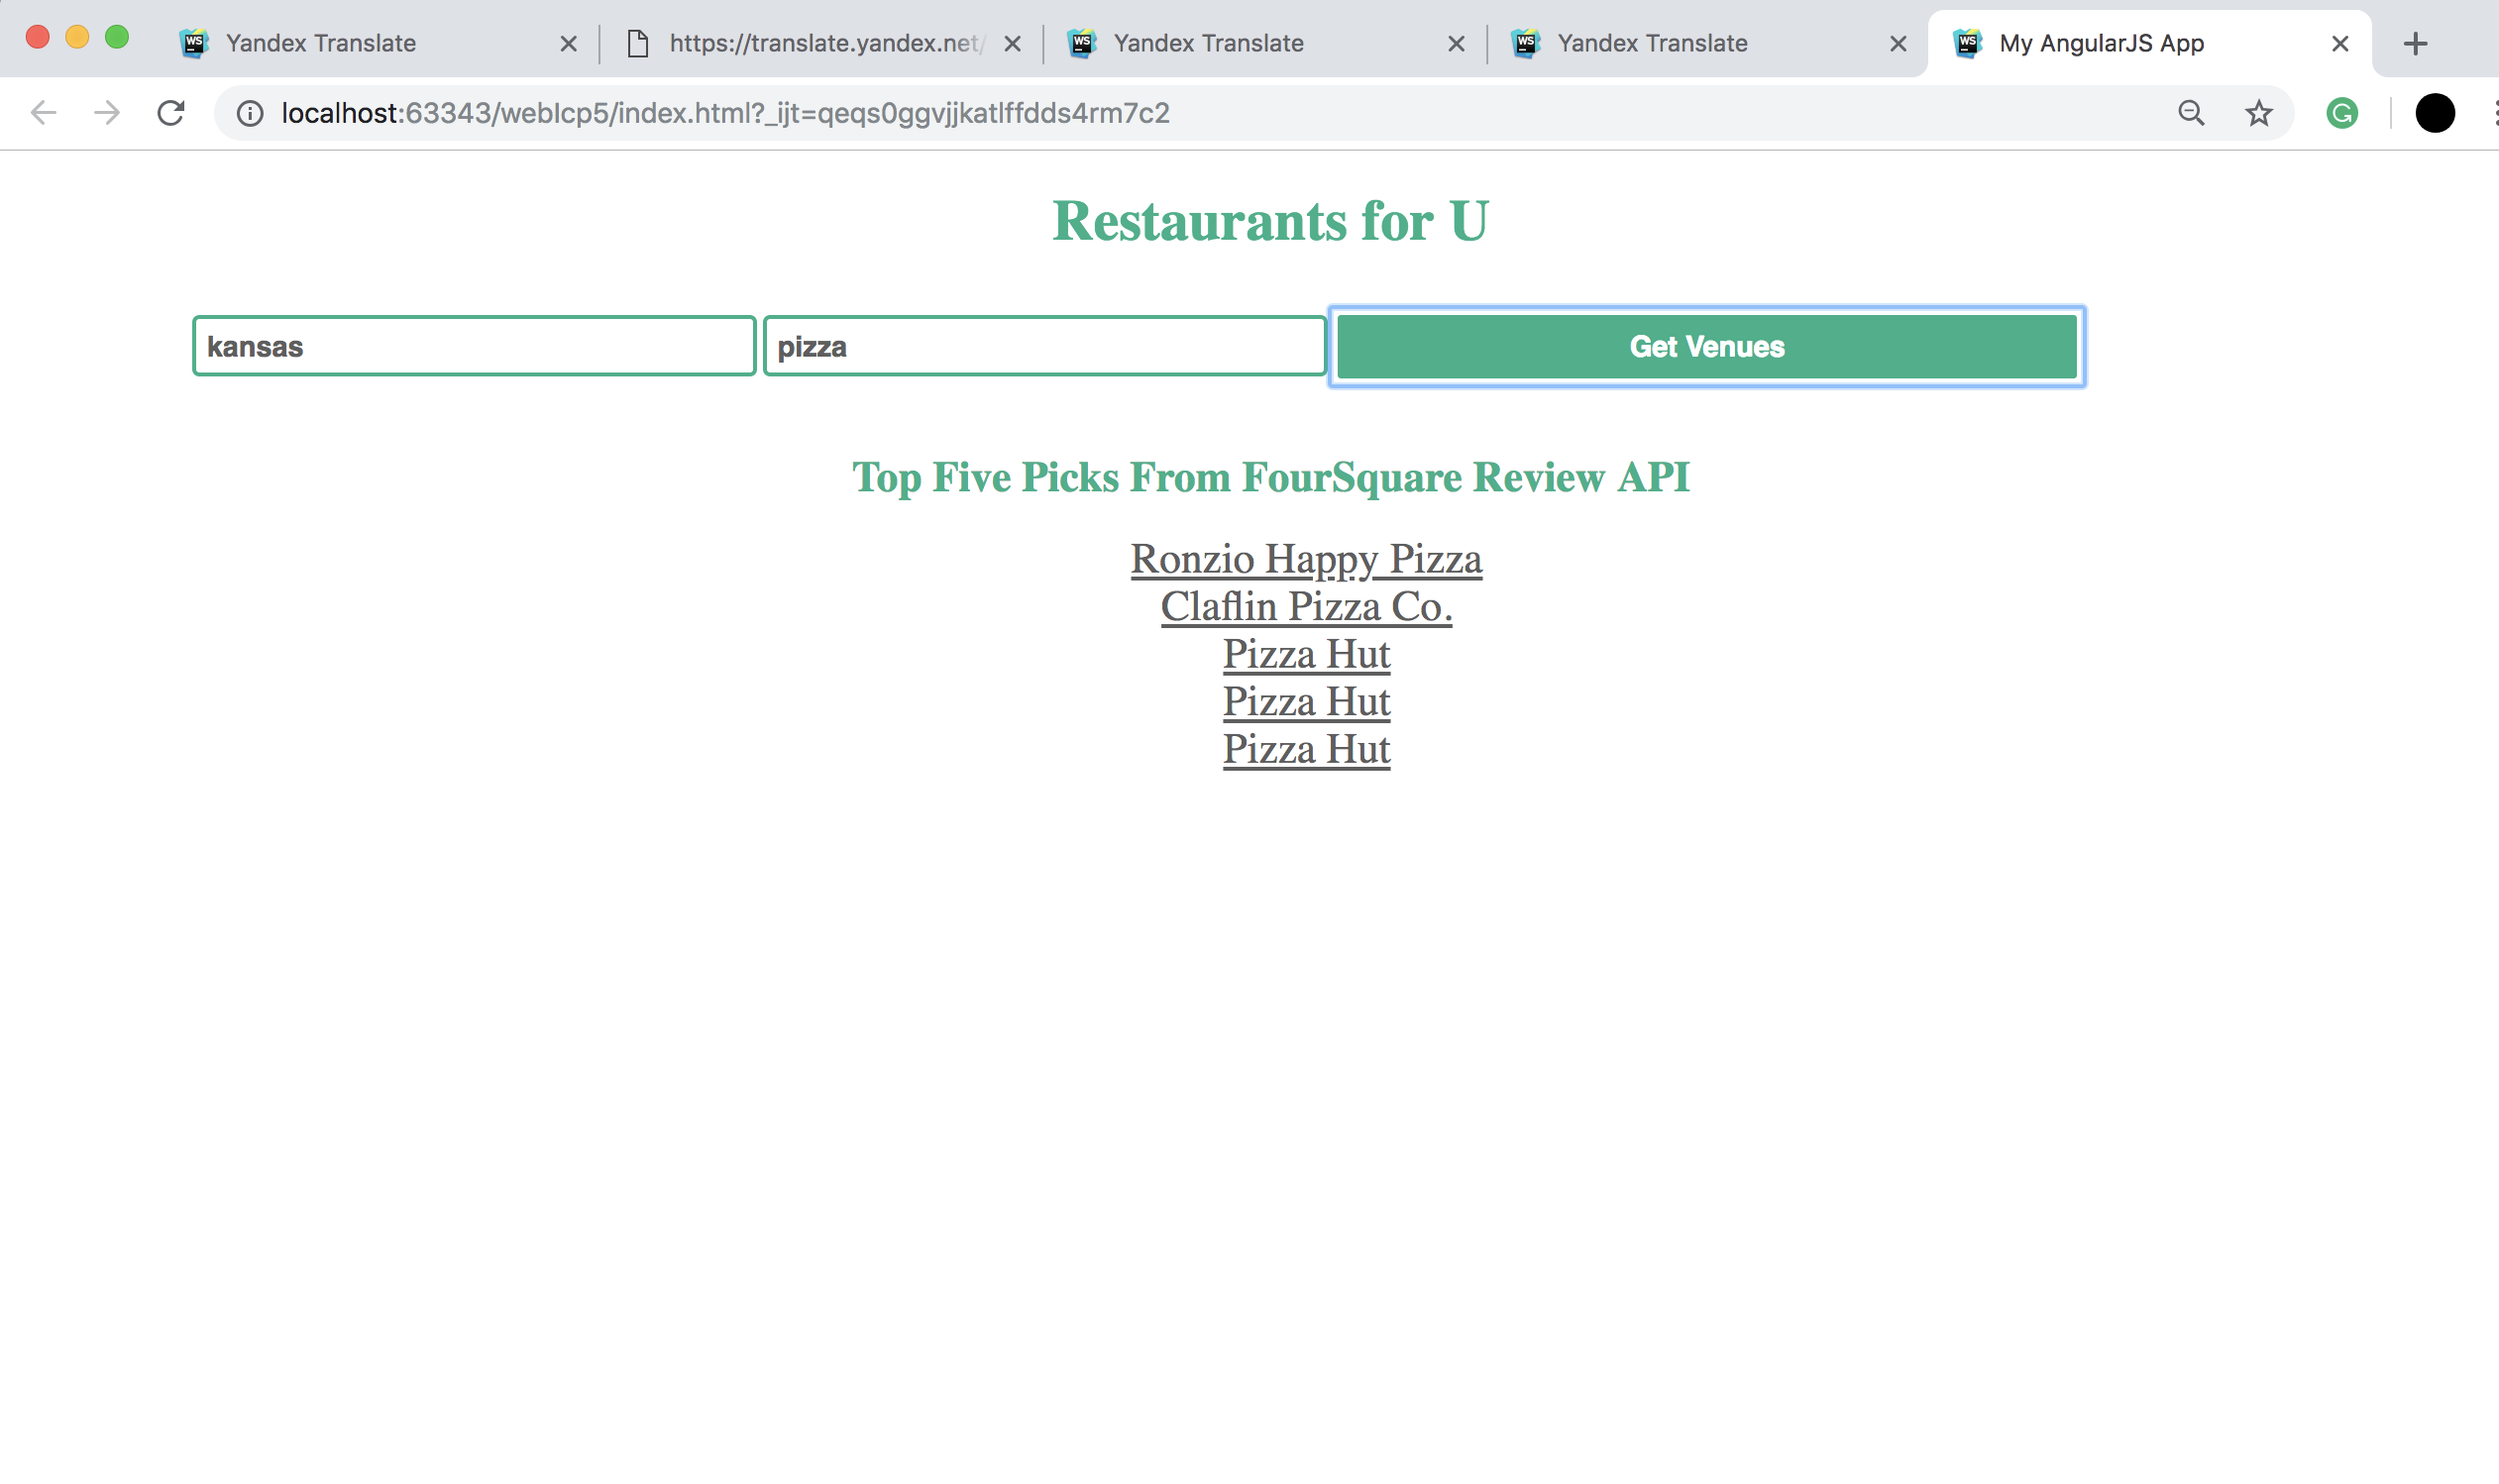 Yandex Translate
https://translate.yandex.net/
Yandex Translate
Yandex Translate
My AngularJS App
localhost:63343/weblcp5/index.html?_ijt=qeqs0ggvjjkatlffdds4rm7c2
Restaurants for U
kansas
pizza
Get Venues
Top Five Picks From FourSquare Review API
Ronzio Happy Pizza
Claflin Pizza Co.
Pizza Hut
Pizza Hut
Pizza Hut